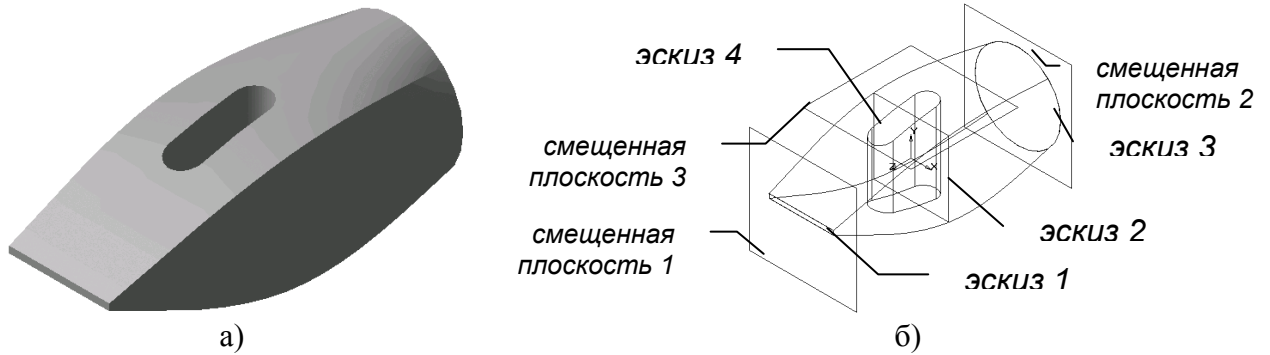 эскиз 4
смещенная
плоскость 2
эскиз 3
смещенная
плоскость 3
эскиз 2
смещенная
плоскость 1
эскиз 1
Y
Z
X
а)
б)